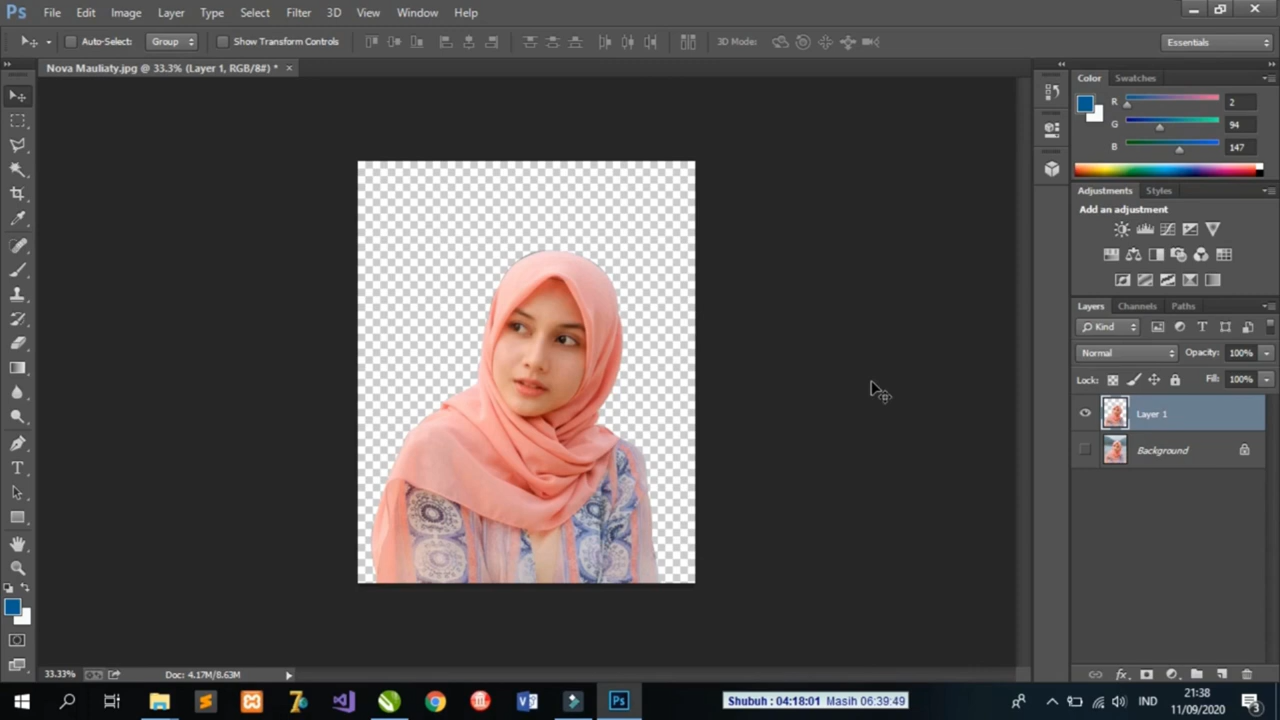 Ps File Edit Image Layer Type Select Filter 3D View Window Help
Auto-Select: Group Show Transform Controls 3D Mode: Essentials
Nova Mauliaty.jpg @ 33.3% (Layer 1, RGB/8#) * ×
Color Swatches
R 2
G 94
B 147
Adjustments Styles
Add an adjustment
Layers Channels Paths
Kind
Normal Opacity: 100%
Lock: Fill: 100%
Layer 1
Background
33.33% Doc: 4.17M/8.63M
Shubuh : 04:18:01 Masih 06:39:49
IND
21:38
11/09/2020
3